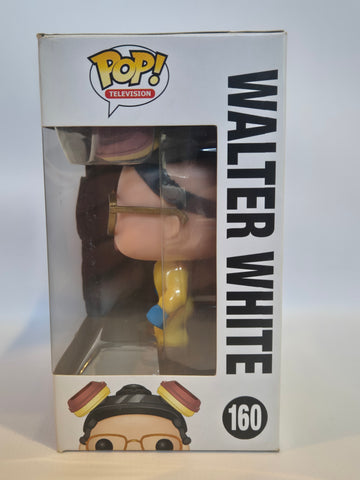 POP!
TELEVISION
WALTER WHITE
160